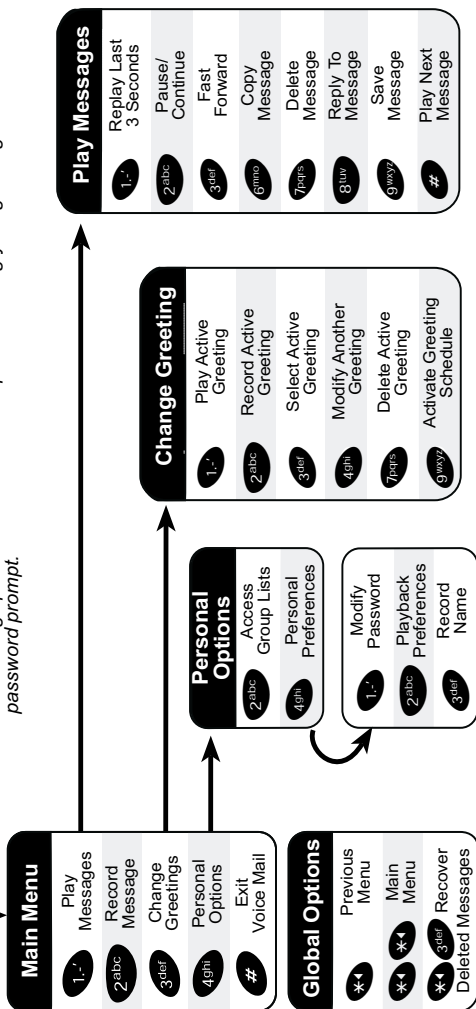 password prompt.
Main Menu
1.-' Play
Messages
2abc Record
Message
3def Change
Greetings
4ghi Personal
Options
# Exit
Voice Mail
Global Options
* Previous
Menu
* * Main
Menu
* 3def Recover
Deleted Messages
Personal
Options
2abc Access
Group Lists
4ghi Personal
Preferences
1.-' Modify
Password
2abc Playback
Preferences
3def Record
Name
Change Greeting
1.-' Play Active
Greeting
2abc Record Active
Greeting
3def Select Active
Greeting
4ghi Modify Another
Greeting
7pqrs Delete Active
Greeting
9wxyz Activate Greeting
Schedule
Play Messages
1.-' Replay Last
3 Seconds
2abc Pause/
Continue
3def Fast
Forward
6mno Copy
Message
7pqrs Delete
Message
8tuv Reply To
Message
9wxyz Save
Message
# Play Next
Message